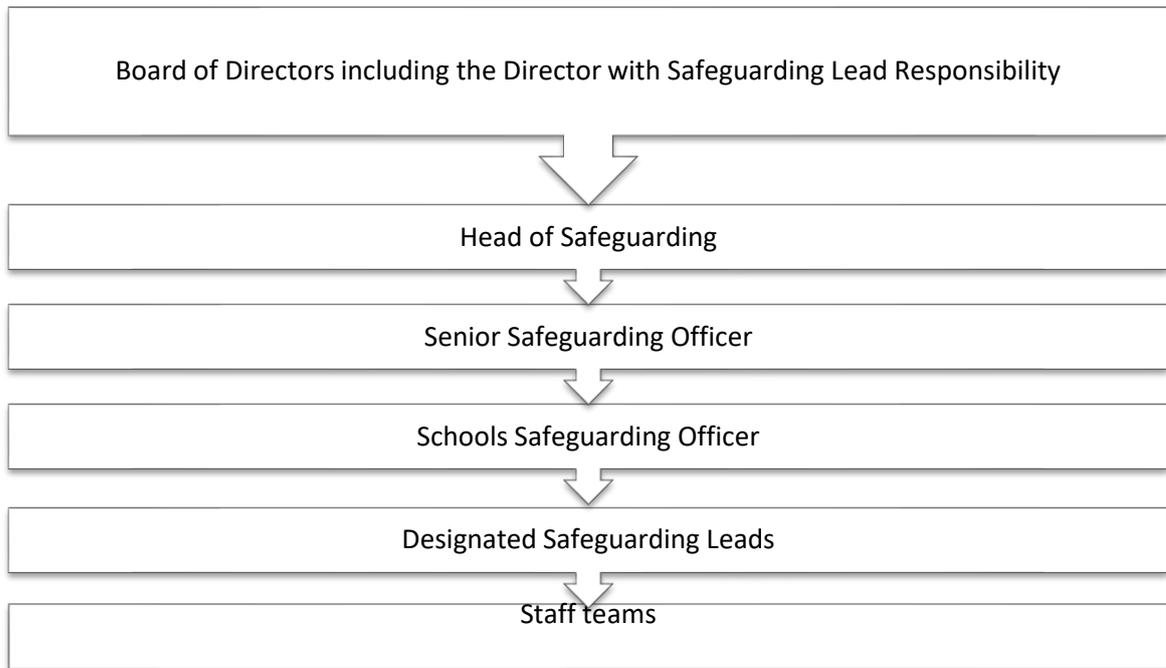 Board of Directors including the Director with Safeguarding Lead Responsibility
Head of Safeguarding
Senior Safeguarding Officer
Schools Safeguarding Officer
Designated Safeguarding Leads
Staff teams